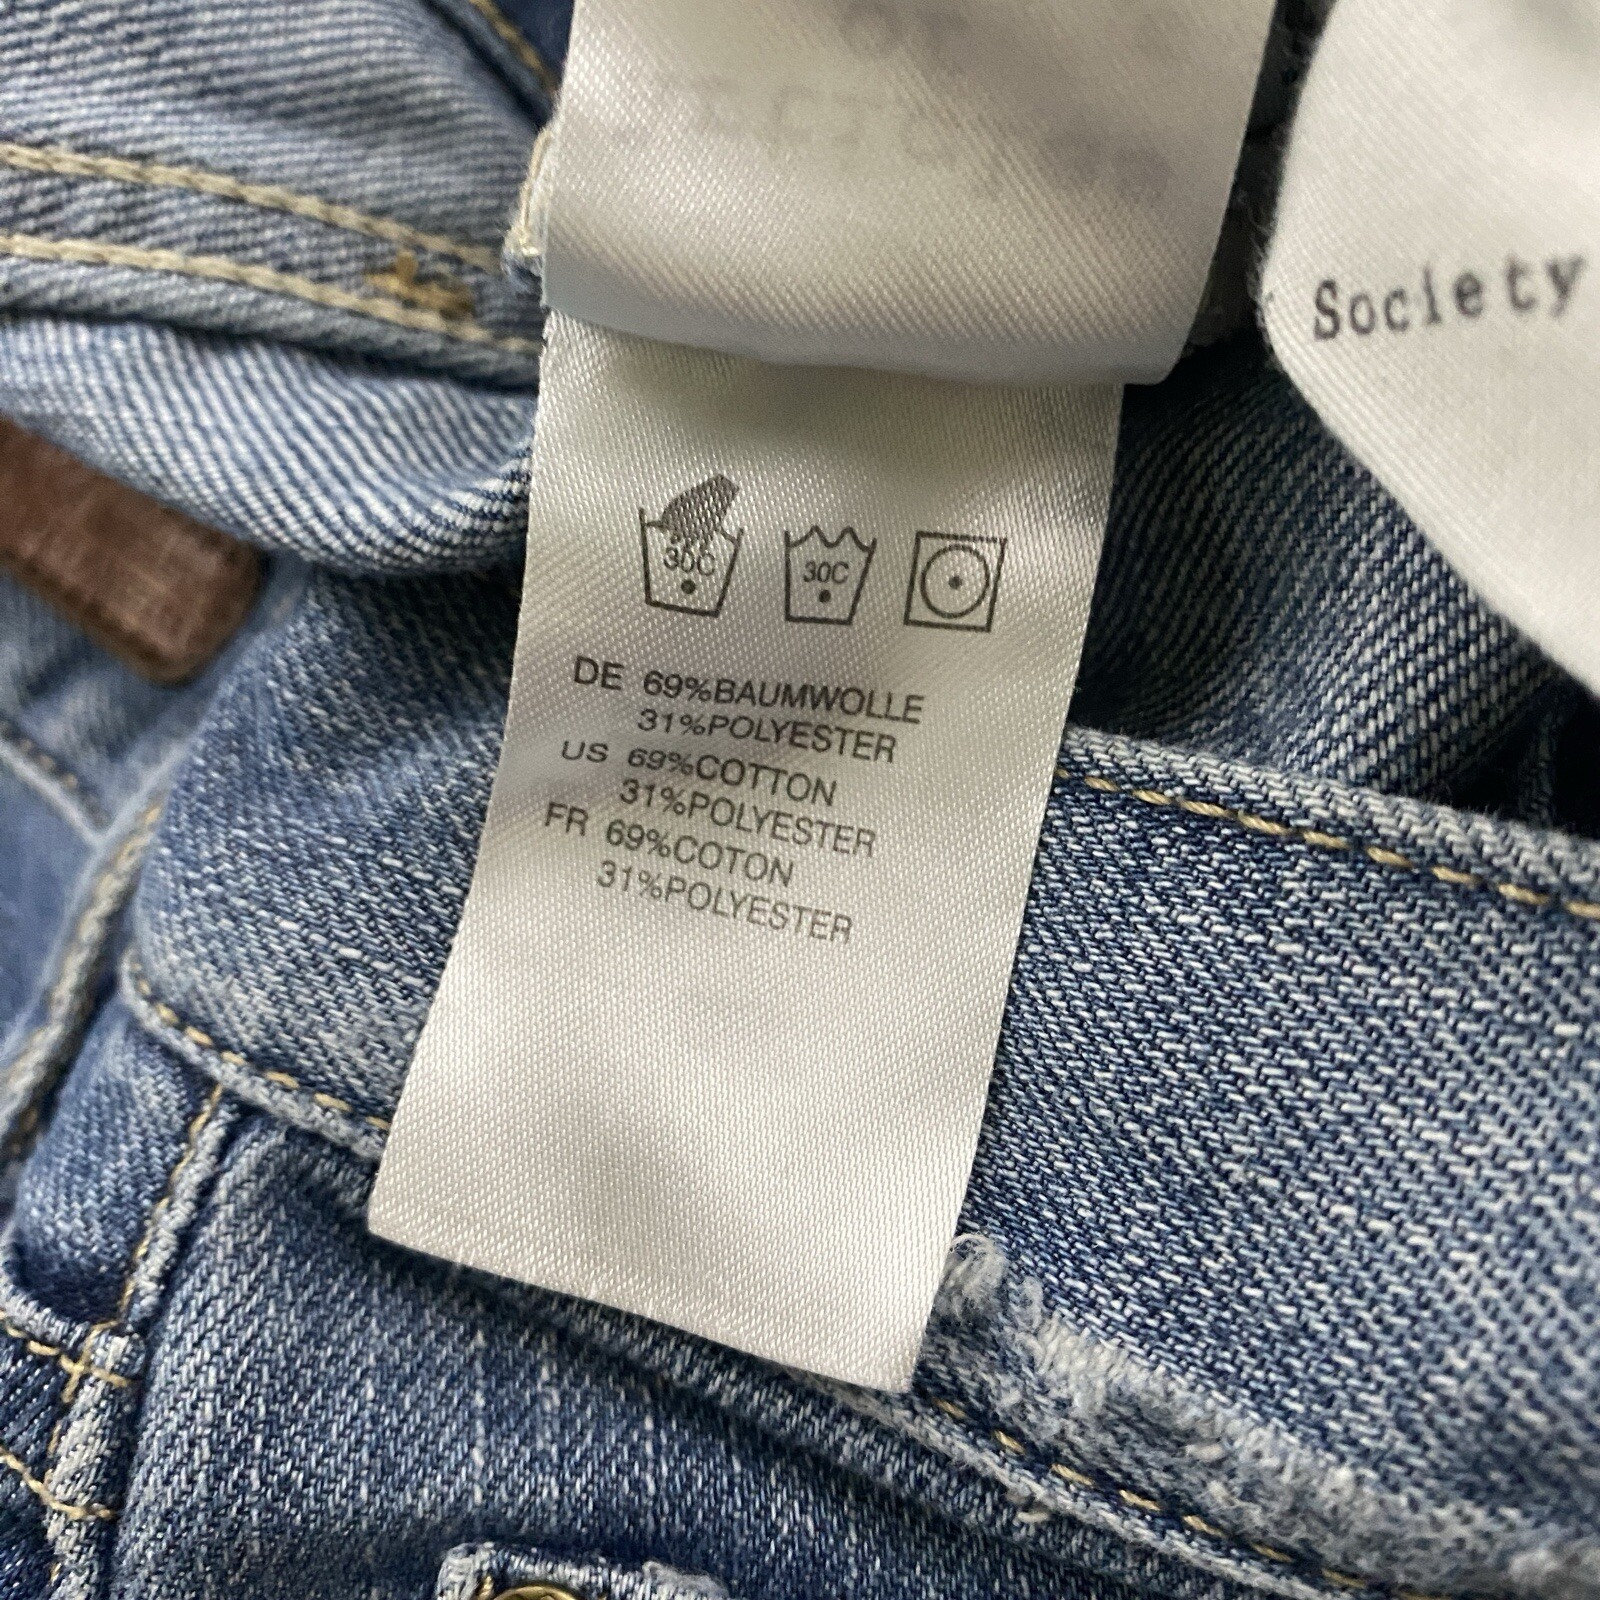 Society
30C
30C
DE 69%BAUMWOLLE
31%POLYESTER
US 69%COTTON
31%POLYESTER
FR 69%COTON
31%POLYESTER